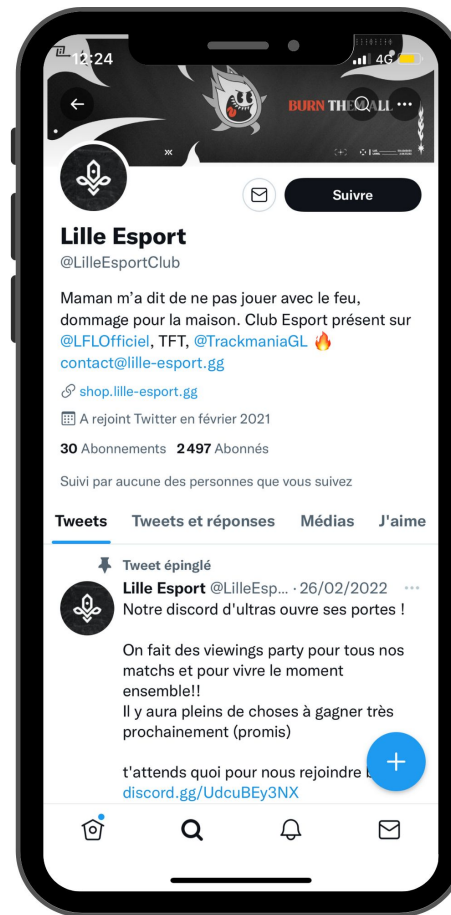 12:24
4G
BURN THEM ALL
Suivre
Lille Esport
@LilleEsportClub
Maman m’a dit de ne pas jouer avec le feu,
dommage pour la maison. Club Esport présent sur
@LFLOfficiel, TFT, @TrackmaniaGL 🔥
contact@lille-esport.gg
shop.lille-esport.gg
A rejoint Twitter en février 2021
30 Abonnements 2 497 Abonnés
Suivi par aucune des personnes que vous suivez
Tweets Tweets et réponses Médias J'aime
Tweet épinglé
Lille Esport @LilleEsp... · 26/02/2022
Notre discord d'ultras ouvre ses portes !
On fait des viewings party pour tous nos
matchs et pour vivre le moment
ensemble!!
Il y aura pleins de choses à gagner très
prochainement (promis)
t'attends quoi pour nous rejoindre
discord.gg/UdcuBEy3NX